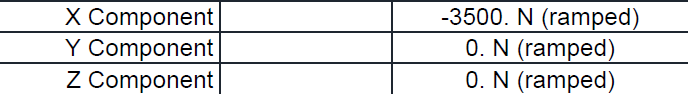 X Component -3500. N (ramped)
Y Component 0. N (ramped)
Z Component 0. N (ramped)